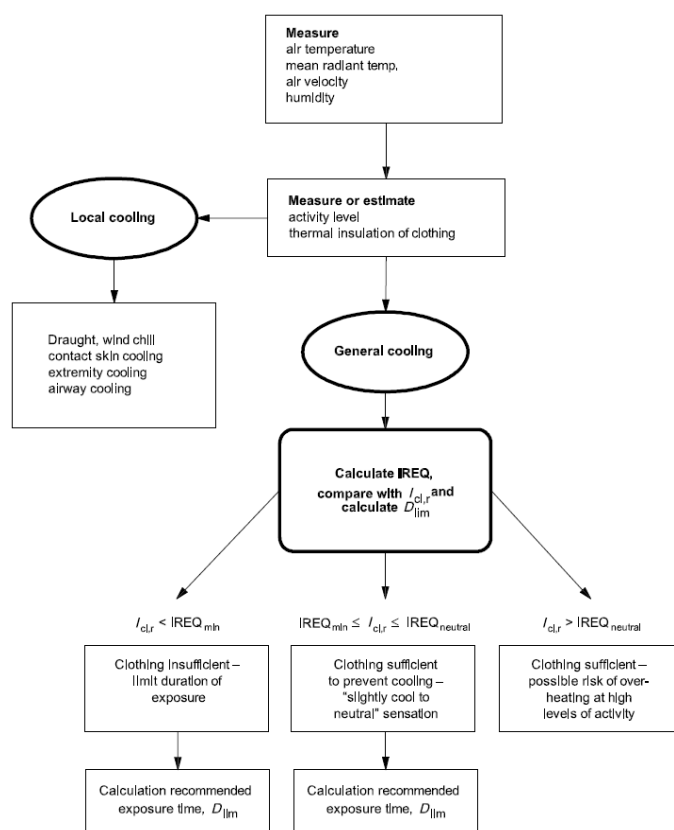 Measure
air temperature
mean radiant temp.
air velocity
humidity
Measure or estimate
activity level
thermal insulation of clothing
Local cooling
Draught, wind chill
contact skin cooling
extremity cooling
airway cooling
General cooling
Calculate IREQ,
compare with Icl,r and
calculate Dlim
Icl,r < IREQmin
IREQmin ≤ Icl,r ≤ IREQneutral
Icl,r > IREQneutral
Clothing insufficient –
limit duration of
exposure
Clothing sufficient
to prevent cooling –
"slightly cool to
neutral" sensation
Clothing sufficient –
possible risk of over-
heating at high
levels of activity
Calculation recommended
exposure time, Dlim
Calculation recommended
exposure time, Dlim